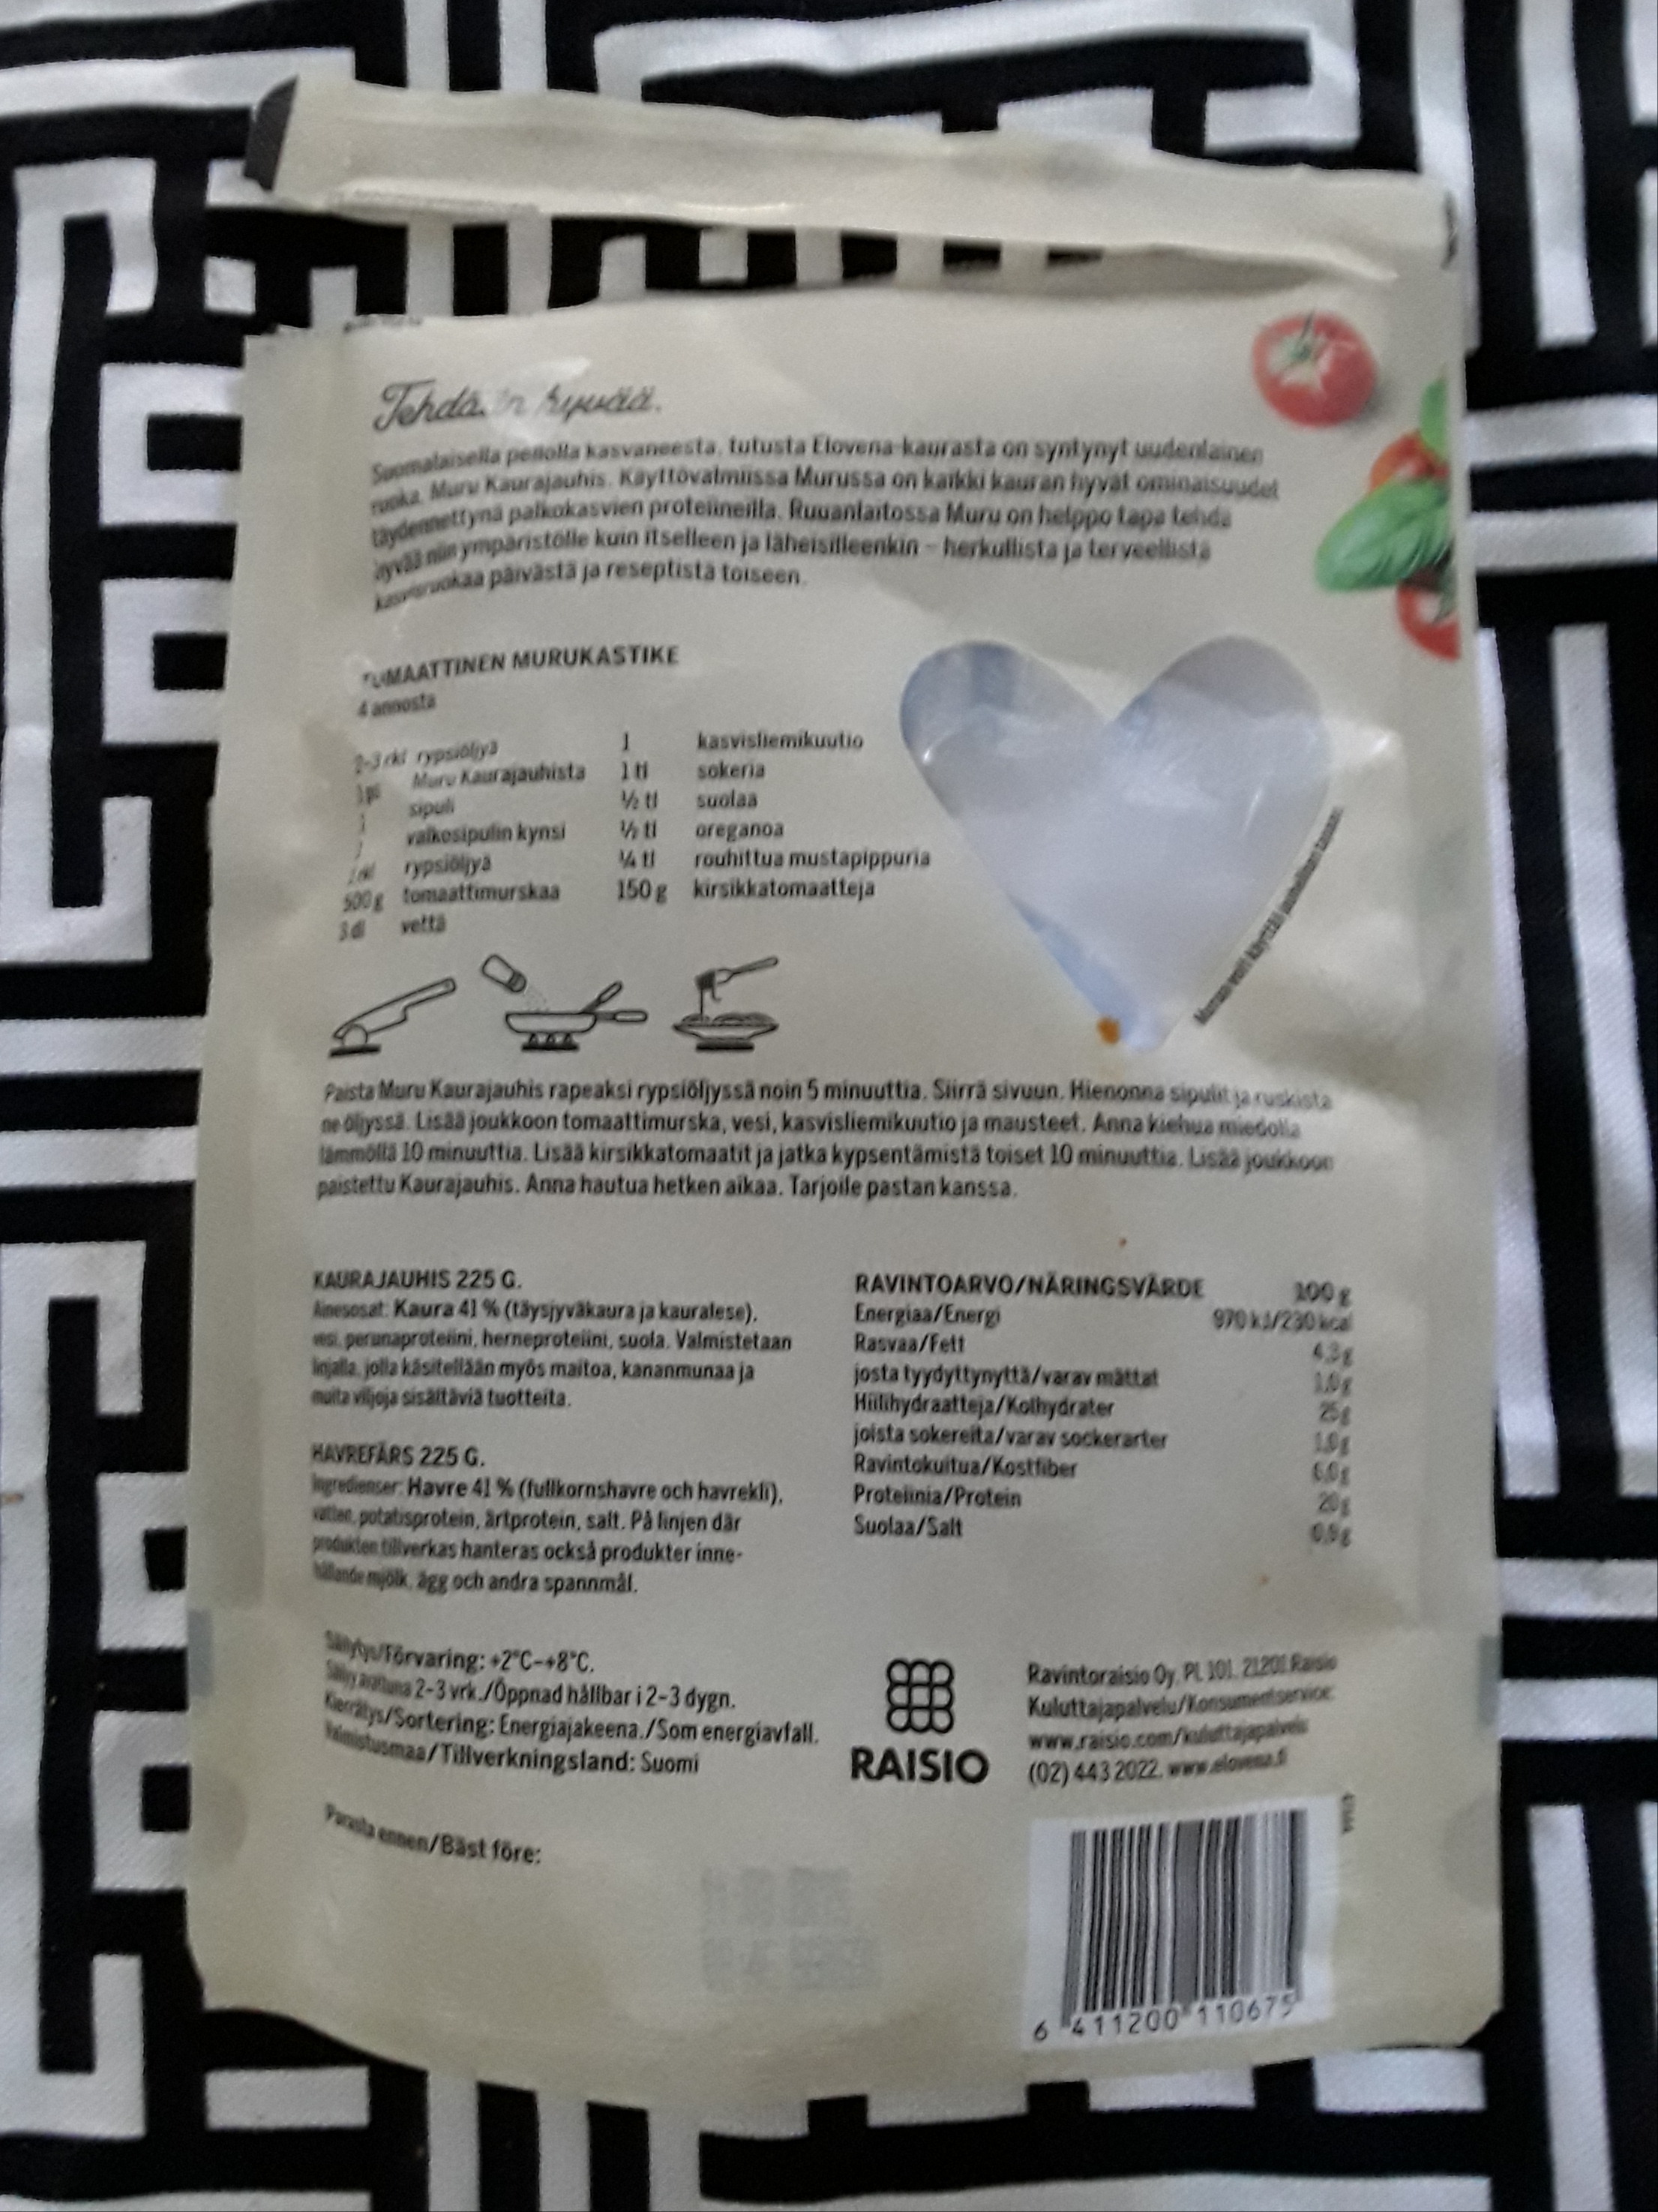 Tehdään hyvää.
Suomalaisella pellolla kasvaneesta, tutusta Elovena-kaurasta on syntynyt uudenlainen
ruoka. Muru Kaurajauhis. Käyttövalmiissa Murussa on kaikki kauran hyvät ominaisuudet
täydennettynä palkokasvien proteiineilla. Ruuanlaitossa Muru on helppo tapa tehdä
hyvää niin ympäristölle kuin itselleen ja läheisilleenkin – herkullista ja terveellistä
kasvisruokaa päivästä ja reseptistä toiseen.
TOMAATTINEN MURUKASTIKE
4 annosta
2-3 rkl rypsiöljyä
1 ps Muru Kaurajauhista
1 sipuli
valkosipulin kynsi
1 rkl rypsiöljyä
500 g tomaattimurskaa
3 dl vettä
1 kasvisliemikuutio
1 tl sokeria
½ tl suolaa
½ tl oreganoa
¼ tl rouhittua mustapippuria
150 g kirsikkatomaatteja
Murun voit käyttää jauhelihan tavoin.
Paista Muru Kaurajauhis rapeaksi rypsiöljyssä noin 5 minuuttia. Siirrä sivuun. Hienonna sipulit ja ruskista
ne öljyssä. Lisää joukkoon tomaattimurska, vesi, kasvisliemikuutio ja mausteet. Anna kiehua miedolla
lämmöllä 10 minuuttia. Lisää kirsikkatomaatit ja jatka kypsentämistä toiset 10 minuuttia. Lisää joukkoon
paistettu Kaurajauhis. Anna hautua hetken aikaa. Tarjoile pastan kanssa.
KAURAJAUHIS 225 G.
Ainesosat: Kaura 41 % (täysjyväkaura ja kauralese),
vesi, perunaproteiini, herneproteiini, suola. Valmistetaan
linjalla, jolla käsitellään myös maitoa, kananmunaa ja
muita viljoja sisältäviä tuotteita.
HAVREFÄRS 225 G.
Ingredienser: Havre 41 % (fullkornshavre och havrekli),
vatten, potatisprotein, ärtprotein, salt. På linjen där
produkten tillverkas hanteras också produkter inne-
hållande mjölk, ägg och andra spannmål.
RAVINTOARVO/NÄRINGSVÄRDE 100 g
Energiaa/Energi 970 kJ/230 kcal
Rasvaa/Fett 4,3 g
josta tyydyttynyttä/varav mättat 1,0 g
Hiilihydraatteja/Kolhydrater 25 g
joista sokereita/varav sockerarter 1,0 g
Ravintokuitua/Kostfiber 6,0 g
Proteiinia/Protein 20 g
Suolaa/Salt 0,9 g
Säilytys/Förvaring: +2°C–+8°C.
Säilyy avattuna 2-3 vrk./Öppnad hållbar i 2-3 dygn.
Kierrätys/Sortering: Energiajakeena./Som energiavfall.
Valmistusmaa/Tillverkningsland: Suomi
Parasta ennen/Bäst före:
RAISIO
Ravintoraisio Oy, PL 101, 21201 Raisio
Kuluttajapalvelu/Konsumentservice:
www.raisio.com/kuluttajapalvelu
(02) 443 2022, www.elovena.fi
6 411200 110675